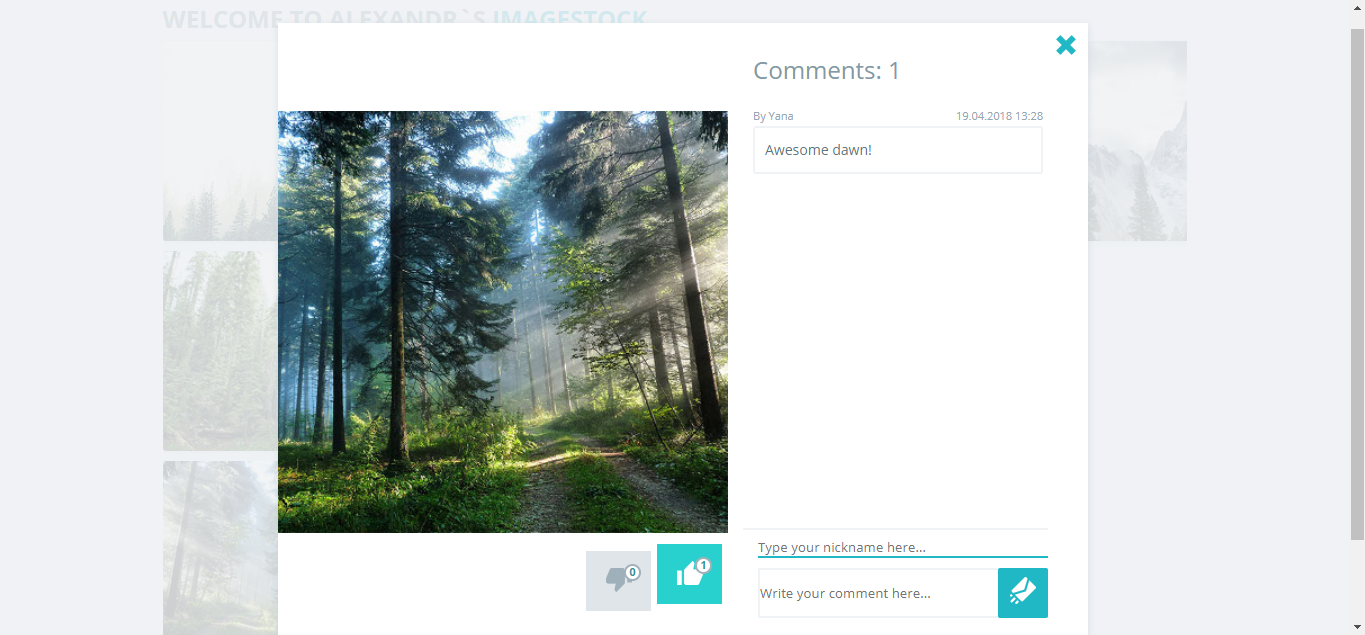 WELCOME TO ALEXANDR`S IMAGESTOCK
Comments: 1
By Yana 19.04.2018 13:28
Awesome dawn!
Type your nickname here...
0 1
Write your comment here...